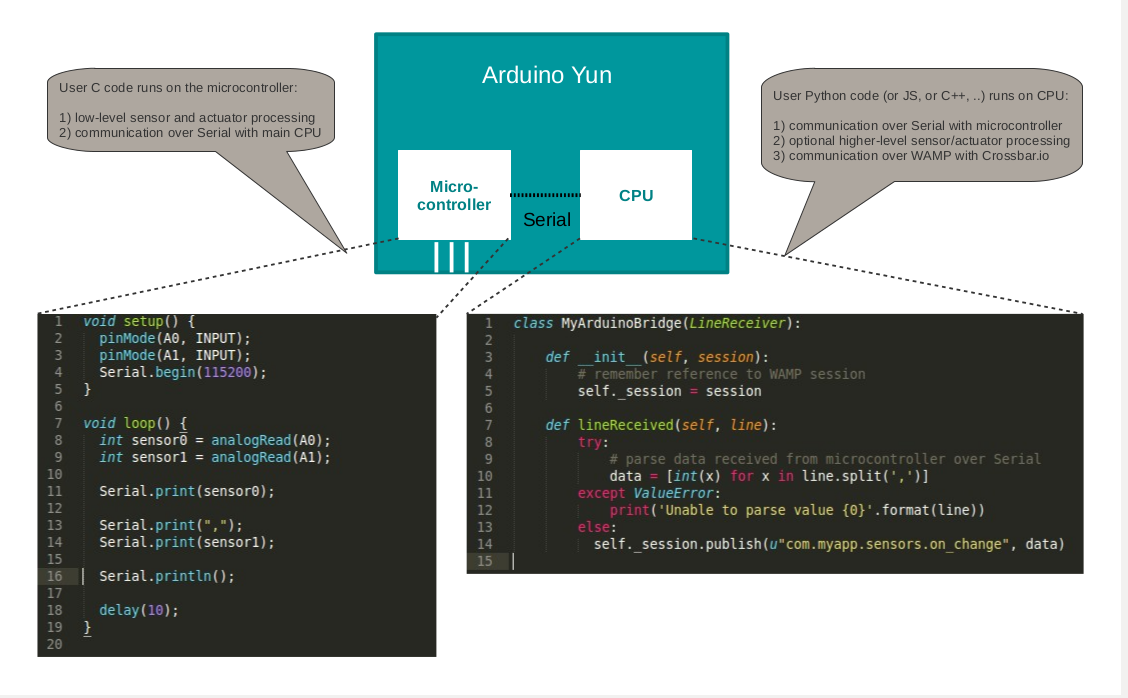 Arduino Yun
User C code runs on the microcontroller:
1) low-level sensor and actuator processing
2) communication over Serial with main CPU
User Python code (or JS, or C++, ..) runs on CPU:
1) communication over Serial with microcontroller
2) optional higher-level sensor/actuator processing
3) communication over WAMP with Crossbar.io
Micro-
controller
Serial
CPU
1 void setup() {
2   pinMode(A0, INPUT);
3   pinMode(A1, INPUT);
4   Serial.begin(115200);
5 }
6
7 void loop() {
8   int sensor0 = analogRead(A0);
9   int sensor1 = analogRead(A1);
10
11   Serial.print(sensor0);
12
13   Serial.print(",");
14   Serial.print(sensor1);
15
16   Serial.println();
17
18   delay(10);
19 }
20
1 class MyArduinoBridge(LineReceiver):
2
3     def __init__(self, session):
4         # remember reference to WAMP session
5         self._session = session
6
7     def lineReceived(self, line):
8         try:
9             # parse data received from microcontroller over Serial
10             data = [int(x) for x in line.split(',')]
11         except ValueError:
12             print('Unable to parse value {0}'.format(line))
13         else:
14           self._session.publish(u"com.myapp.sensors.on_change", data)
15